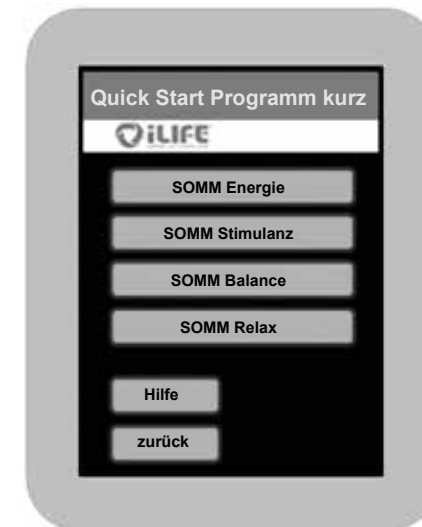 Quick Start Programm kurz
iLIFE
SOMM Energie
SOMM Stimulanz
SOMM Balance
SOMM Relax
Hilfe
zurück